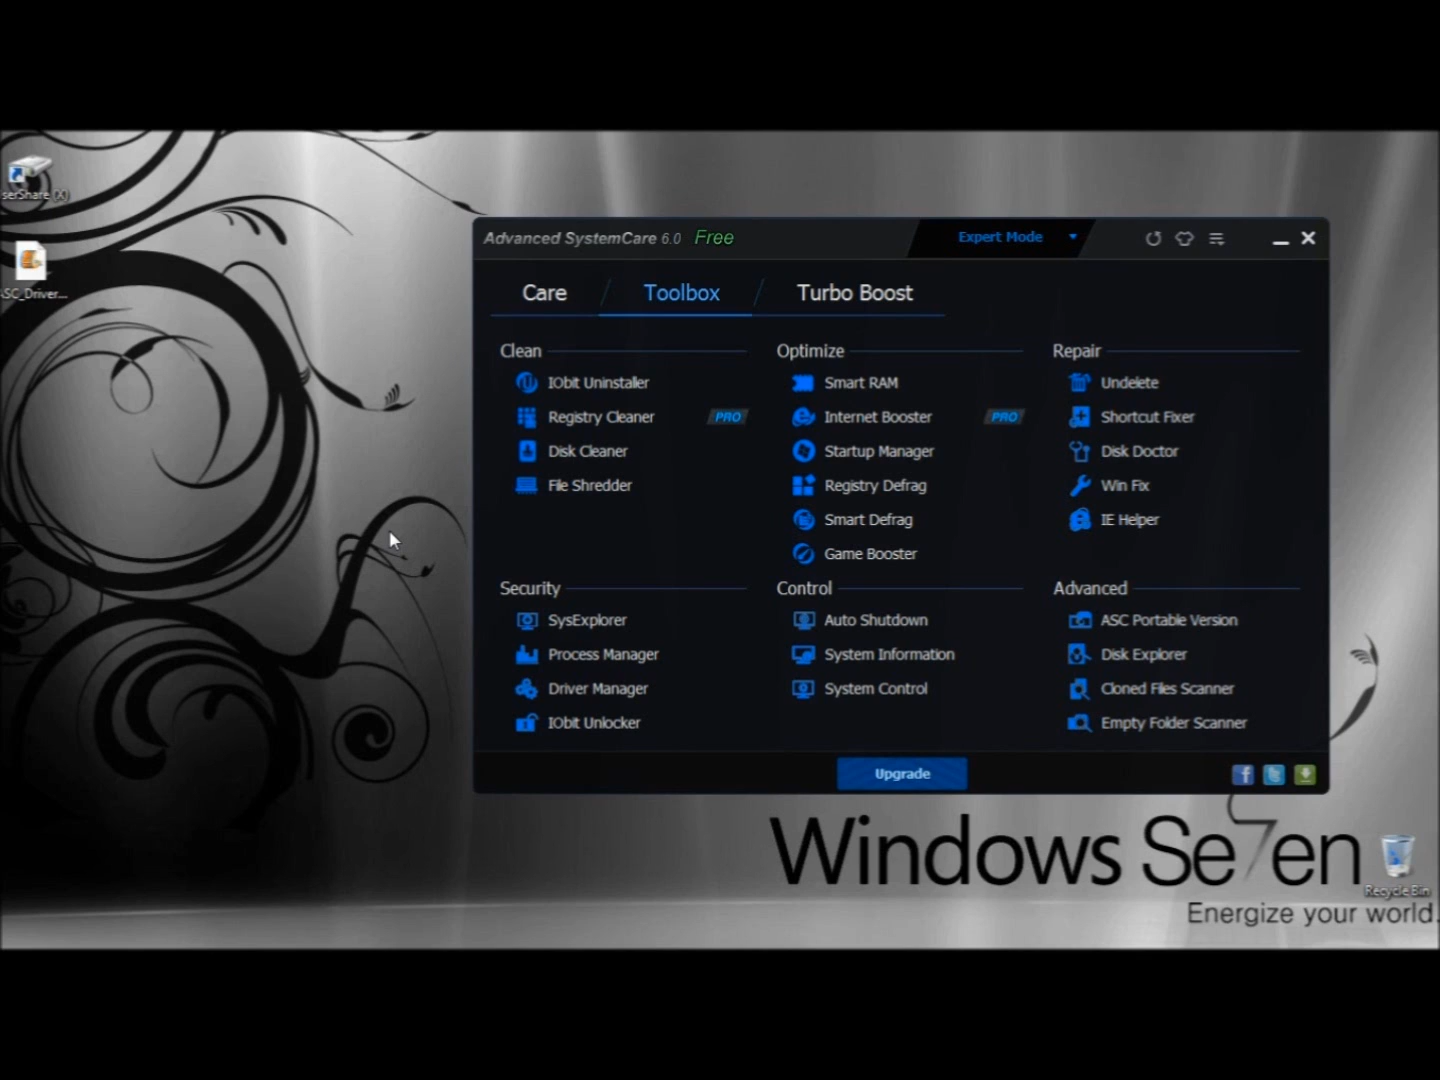 serShare (X)
ASC_Driver...
Advanced SystemCare 6.0 Free
Expert Mode
Care
Toolbox
Turbo Boost
Clean
IObit Uninstaller
Registry Cleaner PRO
Disk Cleaner
File Shredder
Optimize
Smart RAM
Internet Booster PRO
Startup Manager
Registry Defrag
Smart Defrag
Game Booster
Repair
Undelete
Shortcut Fixer
Disk Doctor
Win Fix
IE Helper
Security
SysExplorer
Process Manager
Driver Manager
IObit Unlocker
Control
Auto Shutdown
System Information
System Control
Advanced
ASC Portable Version
Disk Explorer
Cloned Files Scanner
Empty Folder Scanner
Upgrade
Windows Se7en
Recycle Bin
Energize your world.